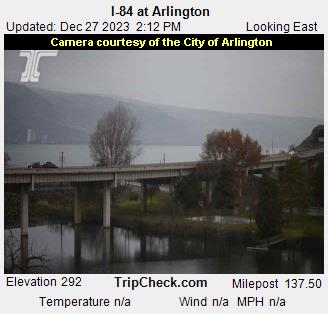 I-84 at Arlington
Updated: Dec 27 2023 2:12 PM Looking East
Camera courtesy of the City of Arlington
Elevation 292 TripCheck.com Milepost 137.50
Temperature n/a Wind n/a MPH n/a